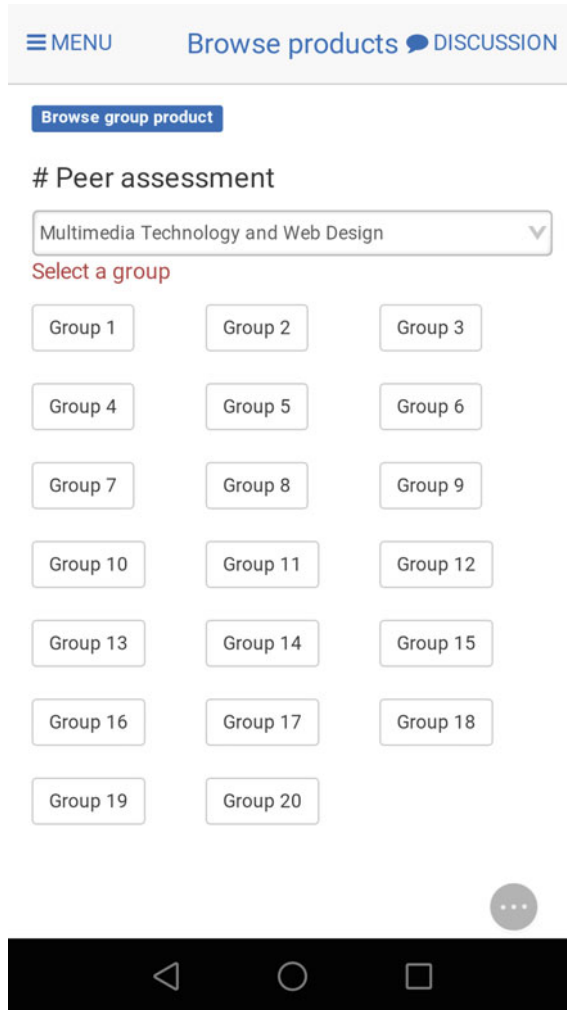 MENU Browse products DISCUSSION
Browse group product
# Peer assessment
Multimedia Technology and Web Design
Select a group
Group 1 Group 2 Group 3
Group 4 Group 5 Group 6
Group 7 Group 8 Group 9
Group 10 Group 11 Group 12
Group 13 Group 14 Group 15
Group 16 Group 17 Group 18
Group 19 Group 20